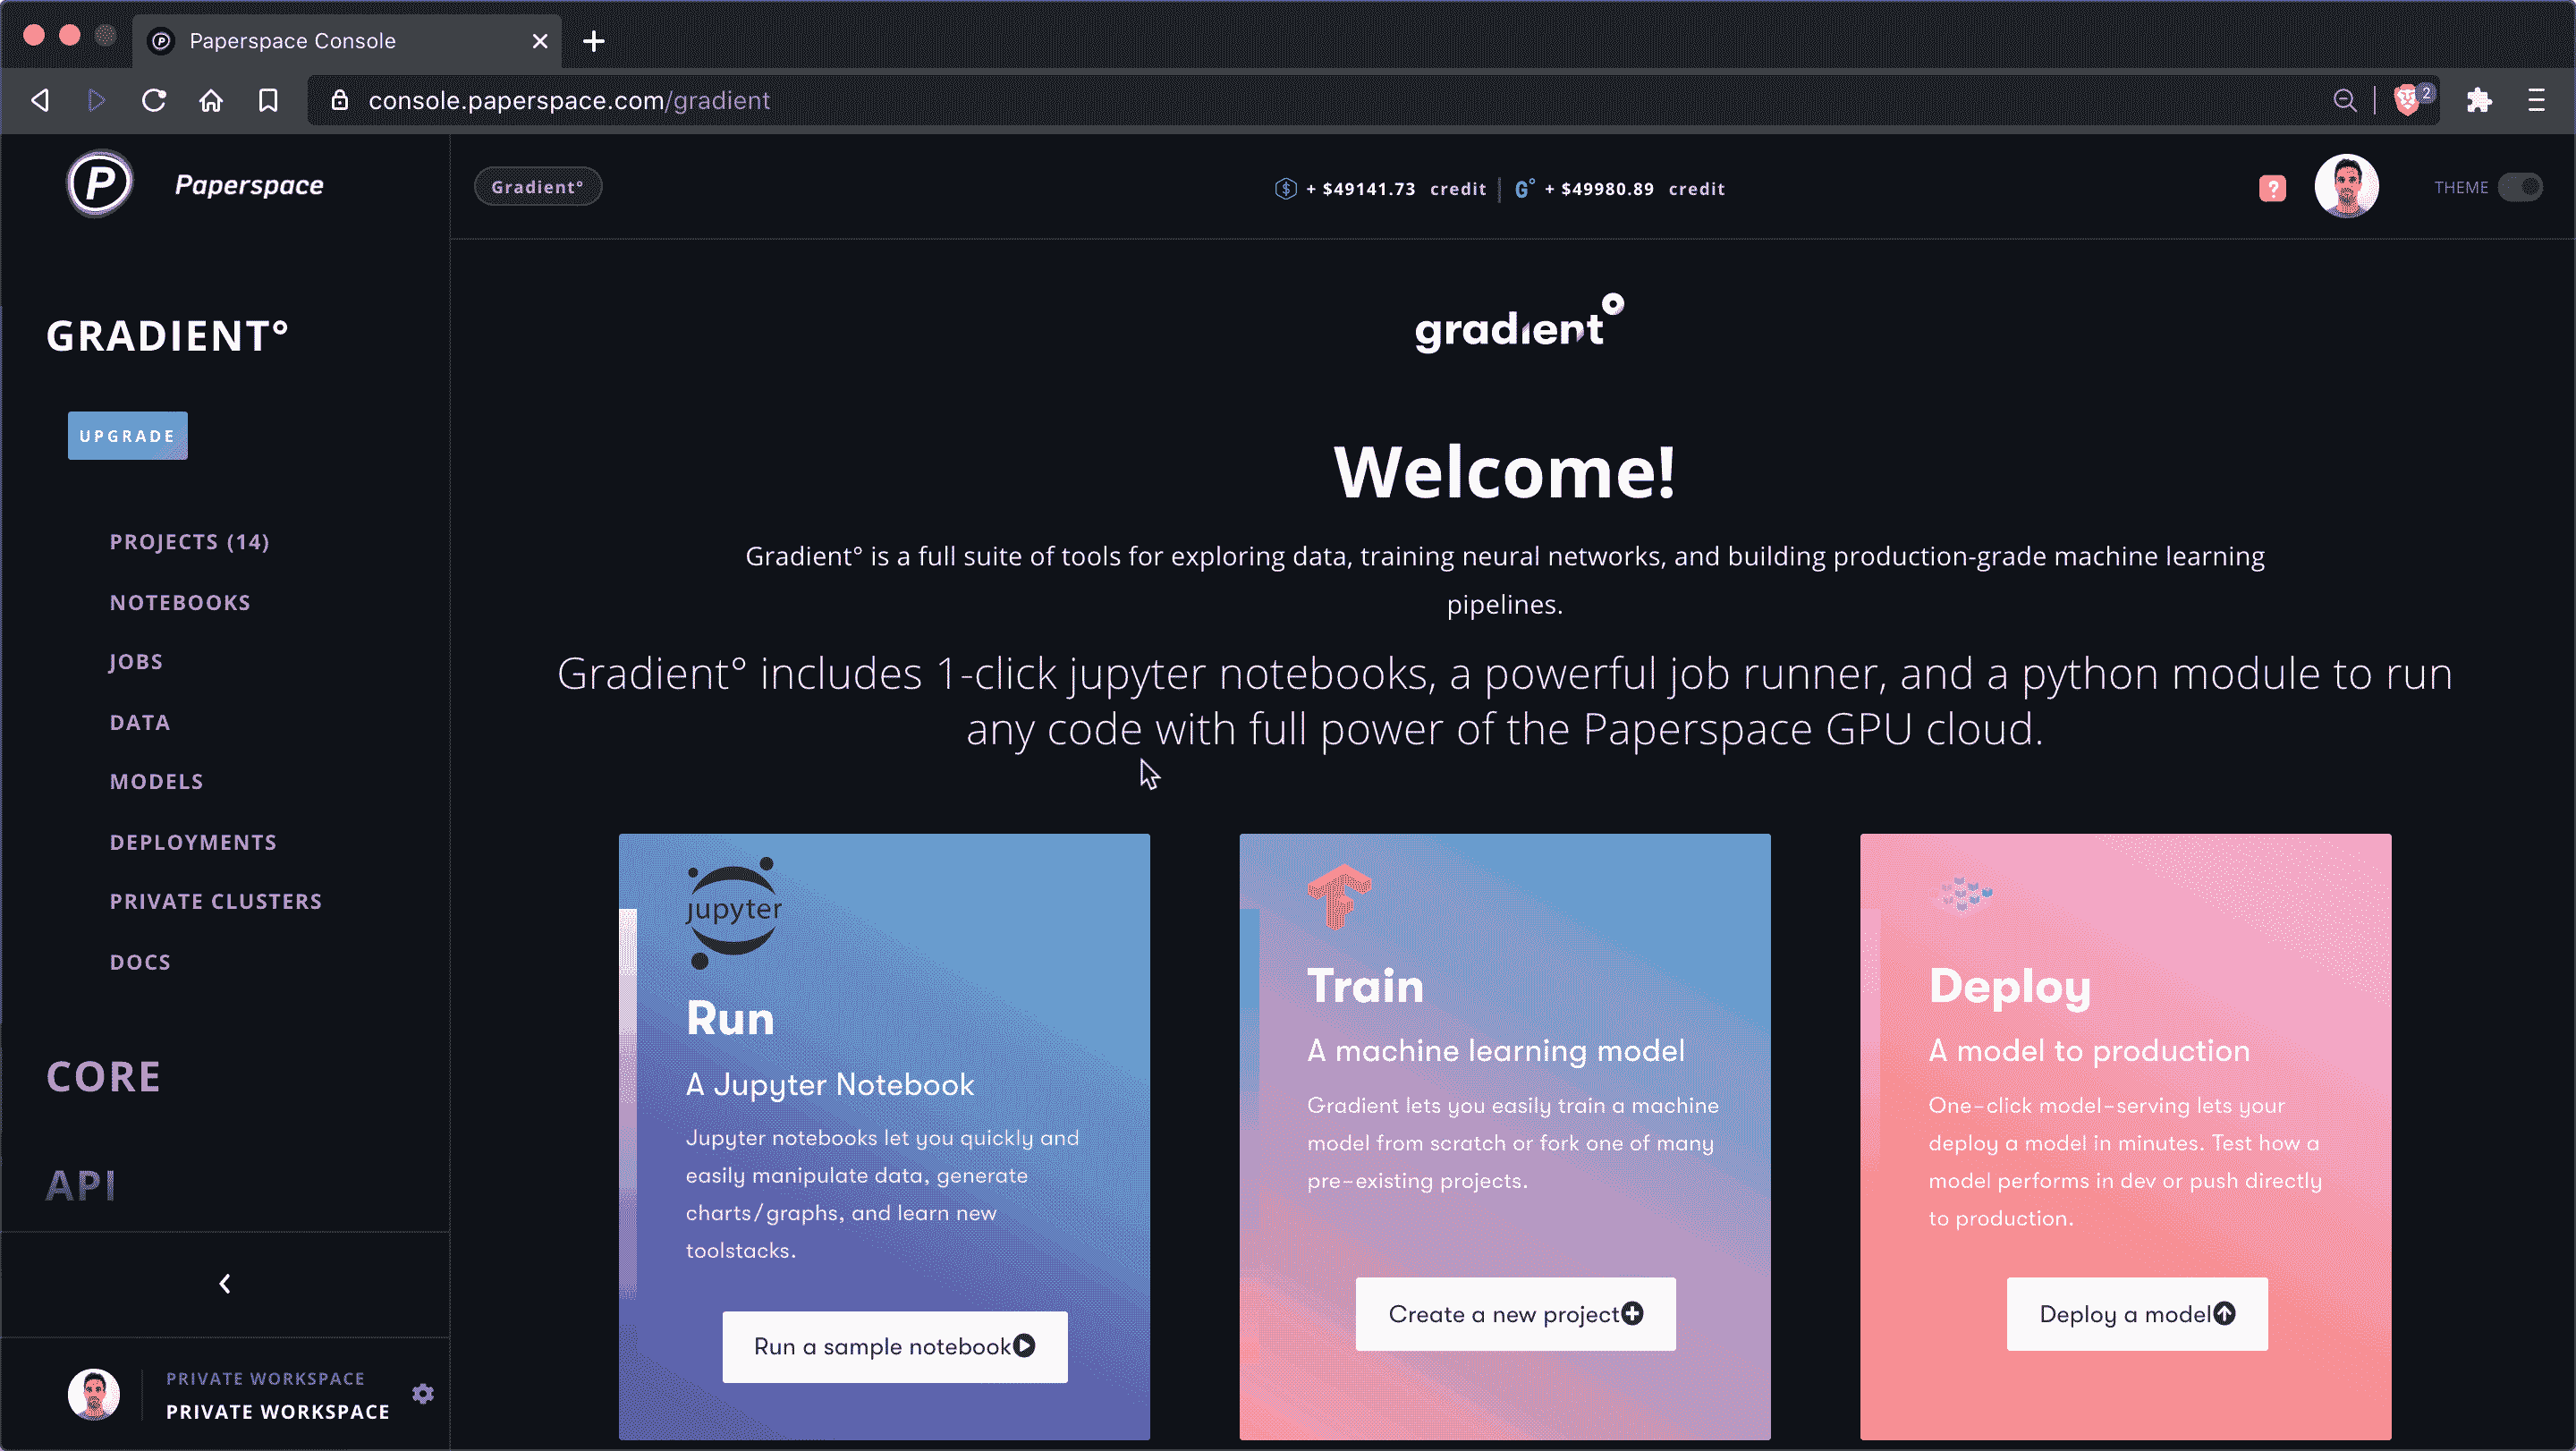 Paperspace Console
console.paperspace.com/gradient
2
P
Paperspace
Gradient°
$ + $49141.73 credit | G° + $49980.89 credit
?
THEME
GRADIENT°
UPGRADE
PROJECTS (14)
NOTEBOOKS
JOBS
DATA
MODELS
DEPLOYMENTS
PRIVATE CLUSTERS
DOCS
CORE
API
PRIVATE WORKSPACE
PRIVATE WORKSPACE
gradient°
Welcome!
Gradient° is a full suite of tools for exploring data, training neural networks, and building production-grade machine learning
pipelines.
Gradient° includes 1-click jupyter notebooks, a powerful job runner, and a python module to run
any code with full power of the Paperspace GPU cloud.
jupyter
Run
A Jupyter Notebook
Jupyter notebooks let you quickly and
easily manipulate data, generate
charts/graphs, and learn new
toolstacks.
Run a sample notebook
Train
A machine learning model
Gradient lets you easily train a machine
model from scratch or fork one of many
pre-existing projects.
Create a new project
Deploy
A model to production
One-click model-serving lets your
deploy a model in minutes. Test how a
model performs in dev or push directly
to production.
Deploy a model